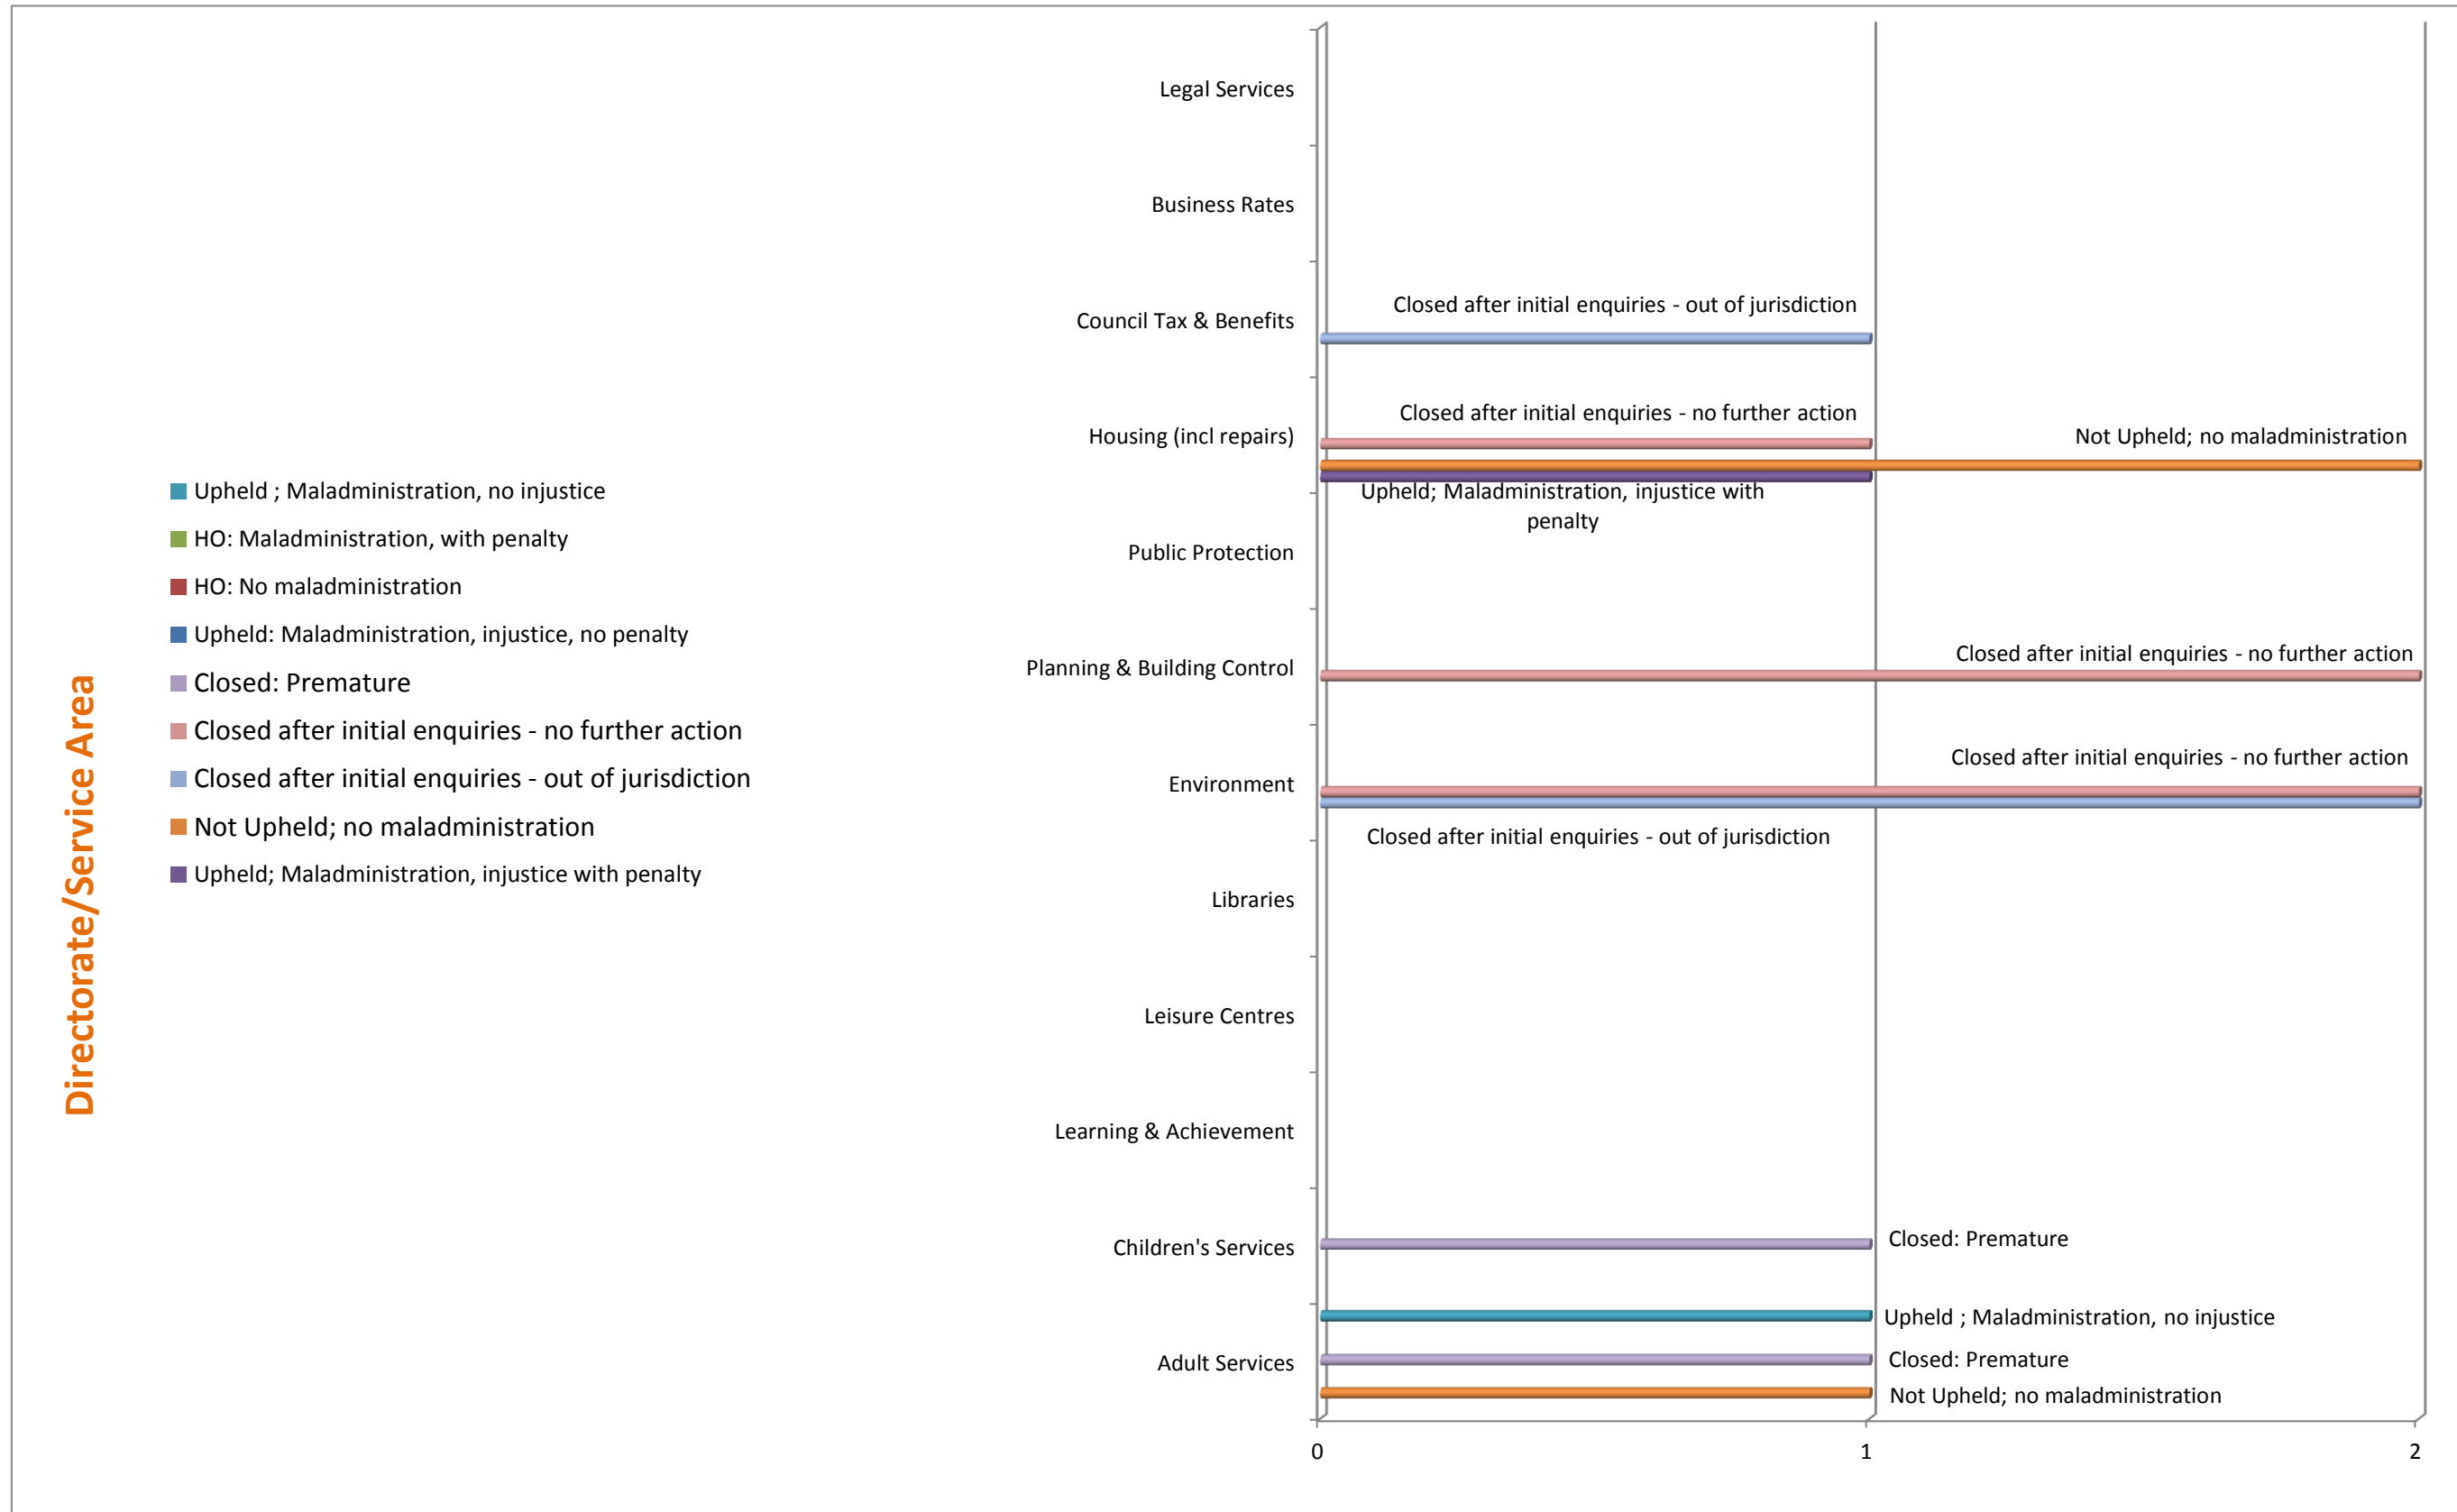 Directorate/Service Area
Upheld ; Maladministration, no injustice
HO: Maladministration, with penalty
HO: No maladministration
Upheld: Maladministration, injustice, no penalty
Closed: Premature
Closed after initial enquiries - no further action
Closed after initial enquiries - out of jurisdiction
Not Upheld; no maladministration
Upheld; Maladministration, injustice with penalty
Legal Services
Business Rates
Council Tax & Benefits
Closed after initial enquiries - out of jurisdiction
Housing (incl repairs)
Closed after initial enquiries - no further action
Not Upheld; no maladministration
Upheld; Maladministration, injustice with
penalty
Public Protection
Planning & Building Control
Closed after initial enquiries - no further action
Environment
Closed after initial enquiries - no further action
Closed after initial enquiries - out of jurisdiction
Libraries
Leisure Centres
Learning & Achievement
Children's Services
Closed: Premature
Adult Services
Upheld ; Maladministration, no injustice
Closed: Premature
Not Upheld; no maladministration
0 1 2